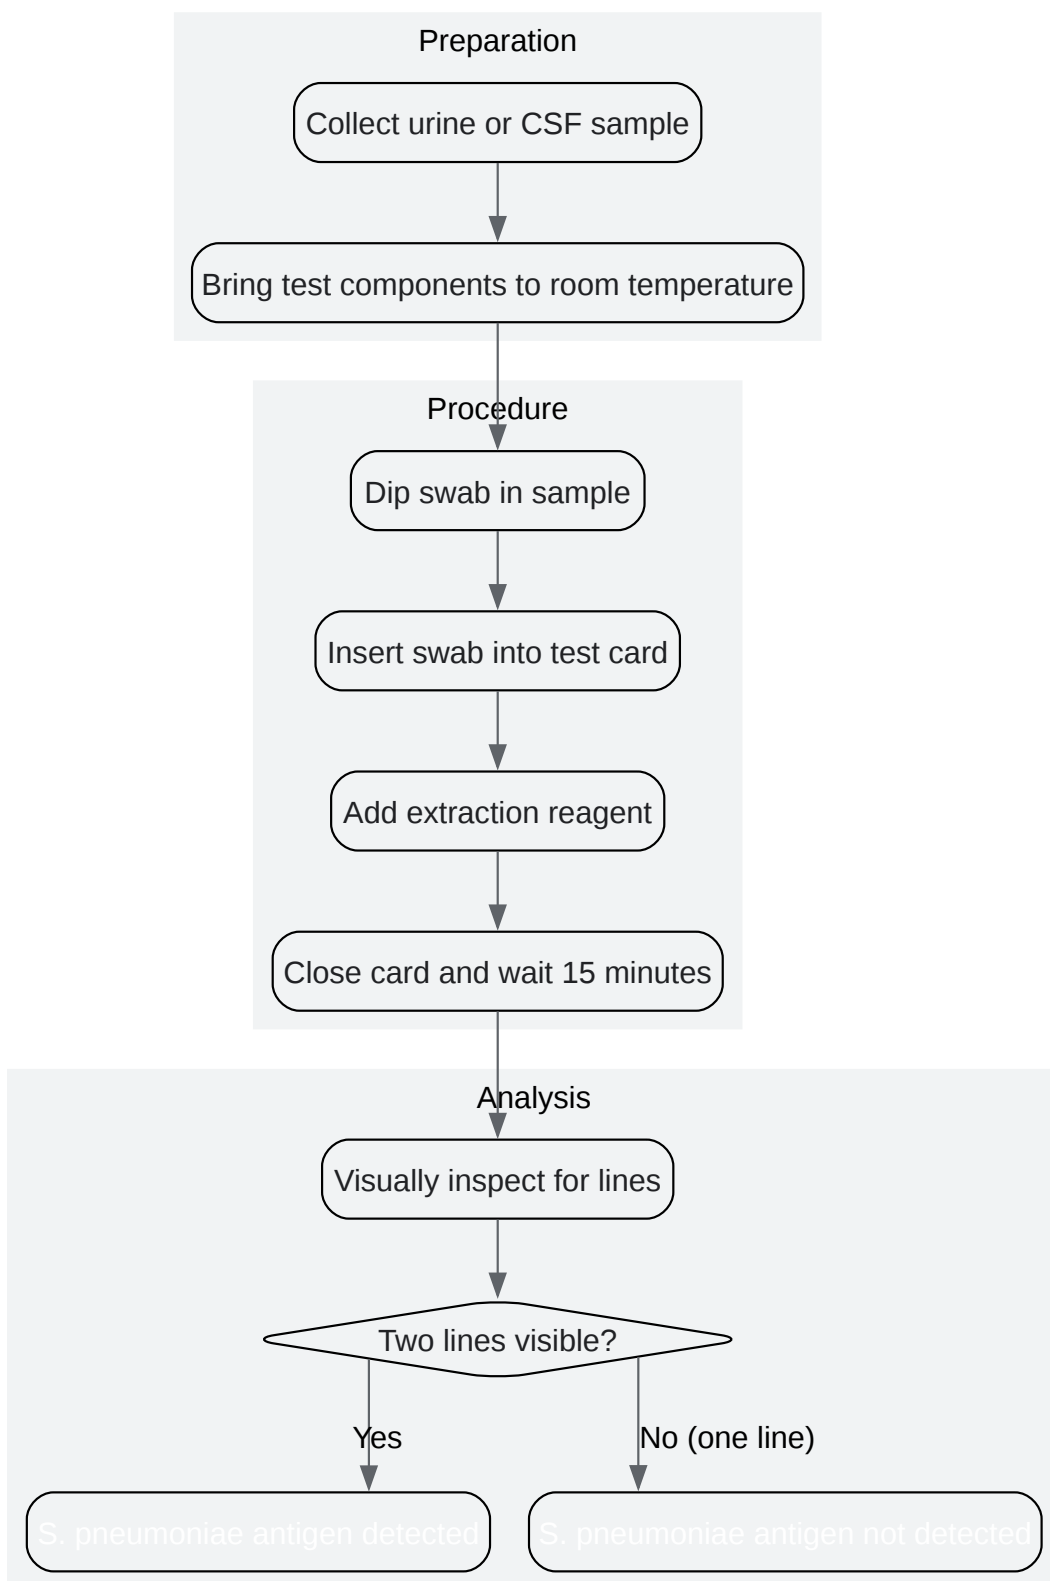 Preparation
Collect urine or CSF sample
Bring test components to room temperature
Procedure
Dip swab in sample
Insert swab into test card
Add extraction reagent
Close card and wait 15 minutes
Analysis
Visually inspect for lines
Two lines visible?
Yes
No (one line)
S. pneumoniae antigen detected
S. pneumoniae antigen not detected